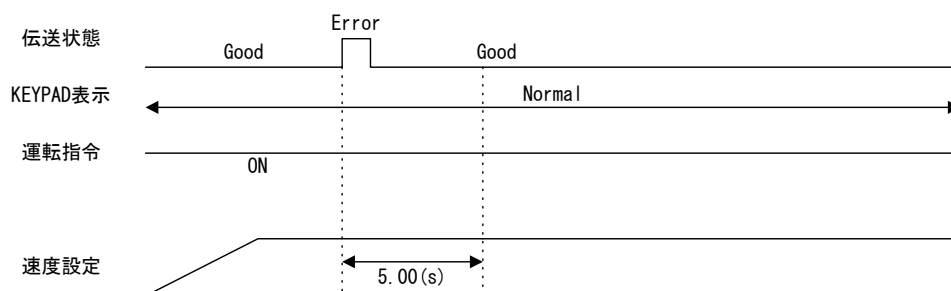 Error
伝送状態
Good
Good
KEYPAD表示
Normal
運転指令
ON
速度設定
5.00(s)